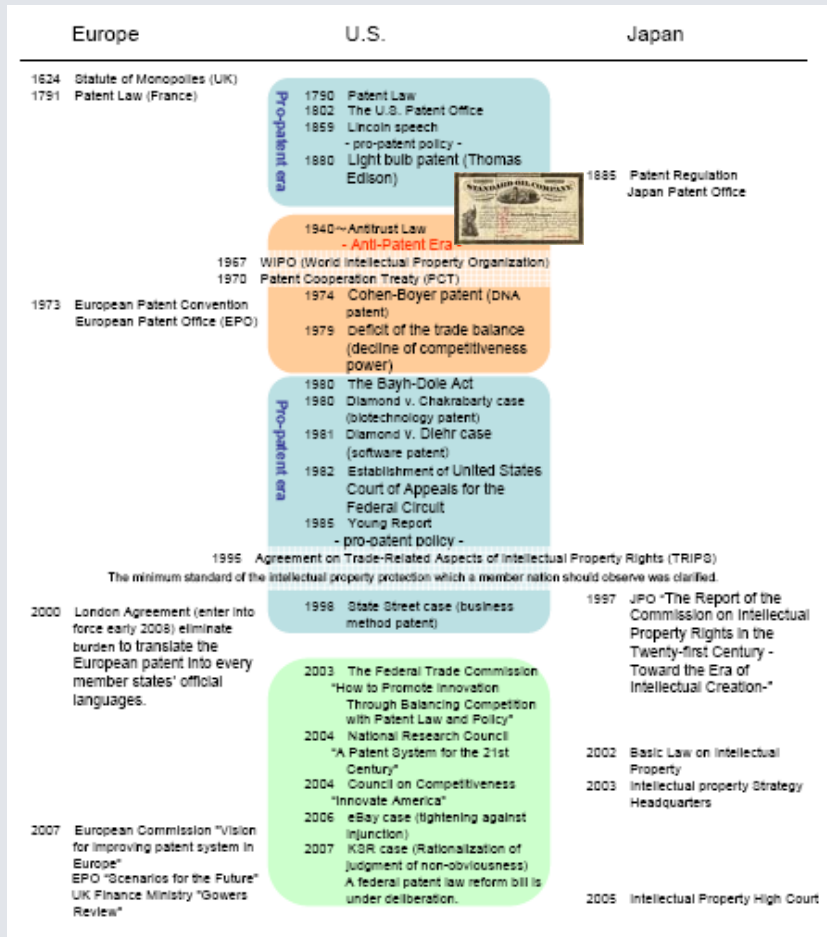 Europe
U.S.
Japan
1624 Statute of Monopolies (UK)
1791 Patent Law (France)
Pro-patent era
1790 Patent Law
1802 The U.S. Patent Office
1859 Lincoln speech
- pro-patent policy -
1880 Light bulb patent (Thomas
Edison)
STANDARD OIL COMPANY
1885 Patent Regulation
Japan Patent Office
1940~Antitrust Law
- Anti-Patent Era -
1967 WIPO (World Intellectual Property Organization)
1970 Patent Cooperation Treaty (PCT)
1973 European Patent Convention
European Patent Office (EPO)
1974 Cohen-Boyer patent (DNA
patent)
1979 Deficit of the trade balance
(decline of competitiveness
power)
Pro-patent era
1980 The Bayh-Dole Act
1980 Diamond v. Chakrabarty case
(biotechnology patent)
1981 Diamond v. Diehr case
(software patent)
1982 Establishment of United States
Court of Appeals for the
Federal Circuit
1985 Young Report
- pro-patent policy -
1995 Agreement on Trade-Related Aspects of Intellectual Property Rights (TRIPS)
The minimum standard of the intellectual property protection which a member nation should observe was clarified.
2000 London Agreement (enter into
force early 2008) eliminate
burden to translate the
European patent into every
member states' official
languages.
1998 State Street case (business
method patent)
1997 JPO "The Report of the
Commission on Intellectual
Property Rights in the
Twenty-first Century -
Toward the Era of
Intellectual Creation-"
2003 The Federal Trade Commission
"How to Promote Innovation
Through Balancing Competition
with Patent Law and Policy"
2004 National Research Council
"A Patent System for the 21st
Century"
2004 Council on Competitiveness
"Innovate America"
2006 eBay case (tightening against
injunction)
2007 KSR case (Rationalization of
judgment of non-obviousness)
A federal patent law reform bill is
under deliberation.
2002 Basic Law on Intellectual
Property
2003 Intellectual property Strategy
Headquarters
2007 European Commission "Vision
for improving patent system in
Europe"
EPO "Scenarios for the Future"
UK Finance Ministry "Gowers
Review"
2005 Intellectual Property High Court